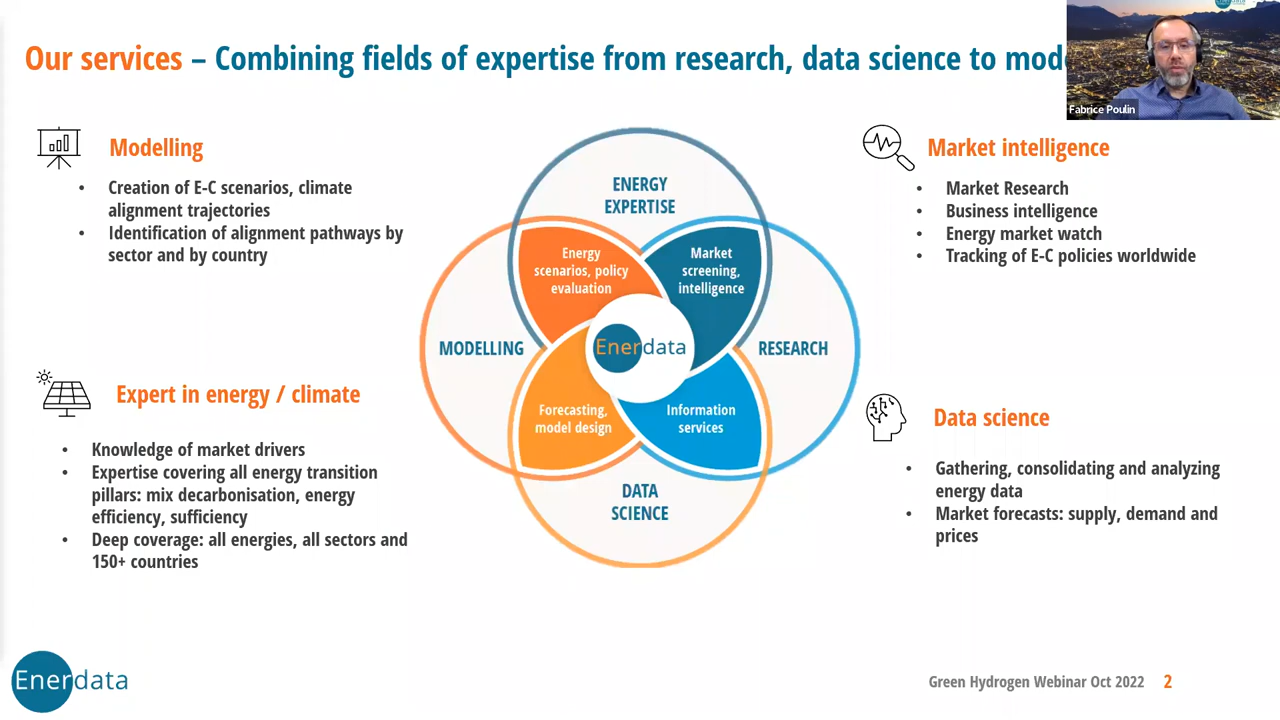 Our services – Combining fields of expertise from research, data science to
Fabrice Poulin
Modelling
• Creation of E-C scenarios, climate
alignment trajectories
• Identification of alignment pathways by
sector and by country
Expert in energy / climate
• Knowledge of market drivers
• Expertise covering all energy transition
pillars: mix decarbonisation, energy
efficiency, sufficiency
• Deep coverage: all energies, all sectors and
150+ countries
ENERGY
EXPERTISE
Energy
scenarios, policy
evaluation
Market
screening,
intelligence
MODELLING
Enerdata
RESEARCH
Forecasting,
model design
Information
services
DATA
SCIENCE
Market intelligence
• Market Research
• Business intelligence
• Energy market watch
• Tracking of E-C policies worldwide
Data science
• Gathering, consolidating and analyzing
energy data
• Market forecasts: supply, demand and
prices
Enerdata
Green Hydrogen Webinar Oct 2022 2